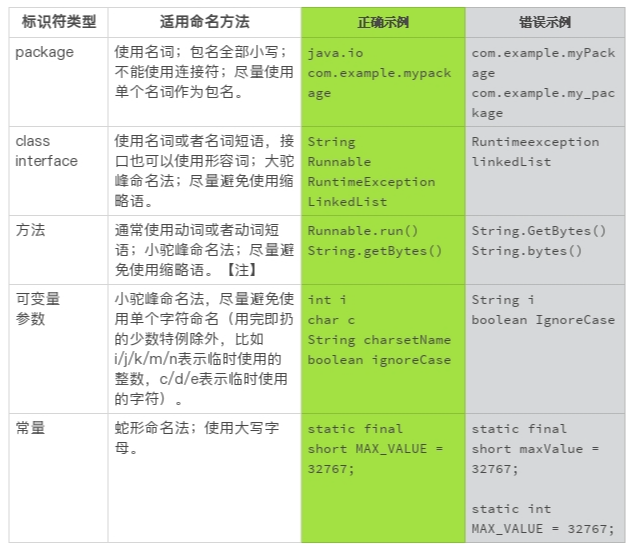 标识符类型
适用命名方法
正确示例
错误示例
package
使用名词；包名全部小写；
不能使用连接符；尽量使用
单个名词作为包名。
java.io
com.example.mypack
age
com.example.myPack
age
com.example.my_pac
kage
class
interface
使用名词或者名词短语，接
口也可以使用形容词；大驼
峰命名法；尽量避免使用缩
略语。
String
Runnable
RuntimeException
LinkedList
Runtimeexception
linkedList
方法
通常使用动词或者动词短
语；小驼峰命名法；尽量避
免使用缩略语。【注】
Runnable.run()
String.getBytes()
String.GetBytes()
String.bytes()
可变量
参数
小驼峰命名法，尽量避免使
用单个字符命名（用完即扔
的少数特例除外，比如
i/j/k/m/n表示临时使用的
整数，c/d/e表示临时使用
的字符）。
int i
char c
String charsetName
boolean ignoreCase
String i
boolean IgnoreCase
常量
蛇形命名法；使用大写字
母。
static final
short MAX_VALUE =
32767;
static final
short maxValue =
32767;
static int
MAX_VALUE = 32767;